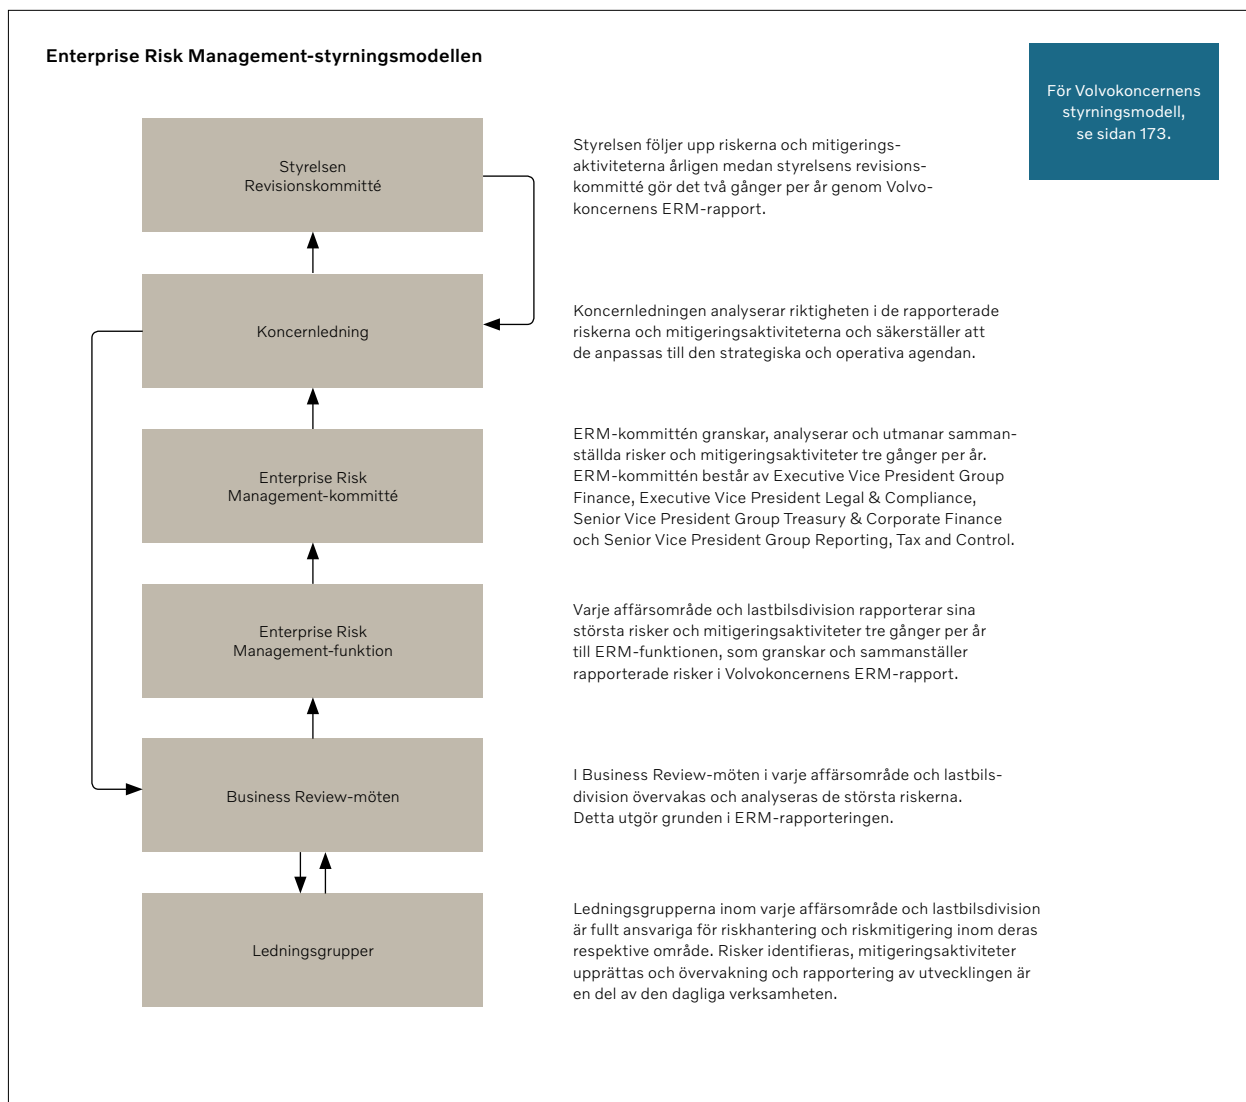 Enterprise Risk Management-styrningsmodellen
För Volvokoncernens
styrningsmodell,
se sidan 173.
Styrelsen
Revisionskommitté
Styrelsen följer upp riskerna och mitigerings-
aktiviteterna årligen medan styrelsens revisions-
kommitté gör det två gånger per år genom Volvo-
koncernens ERM-rapport.
Koncernledning
Koncernledningen analyserar riktigheten i de rapporterade
riskerna och mitigeringsaktiviteterna och säkerställer att
de anpassas till den strategiska och operativa agendan.
Enterprise Risk
Management-kommitté
ERM-kommittén granskar, analyserar och utmanar samman-
ställda risker och mitigeringsaktiviteter tre gånger per år.
ERM-kommittén består av Executive Vice President Group
Finance, Executive Vice President Legal & Compliance,
Senior Vice President Group Treasury & Corporate Finance
och Senior Vice President Group Reporting, Tax and Control.
Enterprise Risk
Management-funktion
Varje affärsområde och lastbilsdivision rapporterar sina
största risker och mitigeringsaktiviteter tre gånger per år
till ERM-funktionen, som granskar och sammanställer
rapporterade risker i Volvokoncernens ERM-rapport.
Business Review-möten
I Business Review-möten i varje affärsområde och lastbils-
division övervakas och analyseras de största riskerna.
Detta utgör grunden i ERM-rapporteringen.
Ledningsgrupper
Ledningsgrupperna inom varje affärsområde och lastbilsdivision
är fullt ansvariga för riskhantering och riskmitigering inom deras
respektive område. Risker identifieras, mitigeringsaktiviteter
upprättas och övervakning och rapportering av utvecklingen är
en del av den dagliga verksamheten.